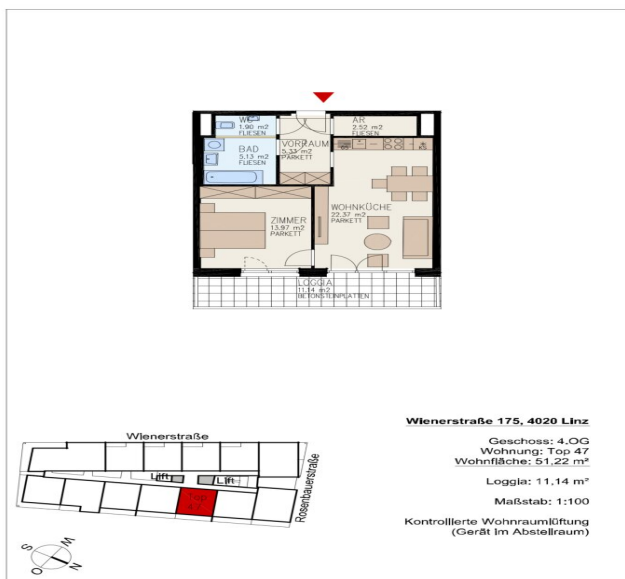 WC
1.90 m2
FLIESEN
AR
2.52 m2
FLIESEN
BAD
5.13 m2
FLIESEN
VORRAUM
5.33 m2
PARKETT
ZIMMER
13.97 m2
PARKETT
WOHNKÜCHE
22.37 m2
PARKETT
LOGGIA
11.14 m2
BETONSTEINPLATTEN
Wienerstraße 175, 4020 Linz
Geschoss: 4.OG
Wohnung: Top 47
Wohnfläche: 51,22 m²
Loggia: 11,14 m²
Maßstab: 1:100
Kontrollierte Wohnraumlüftung
(Gerät im Abstellraum)
Wienerstraße
Lift
Lift
Top
47
Rosenbauerstraße
S
W
O
N